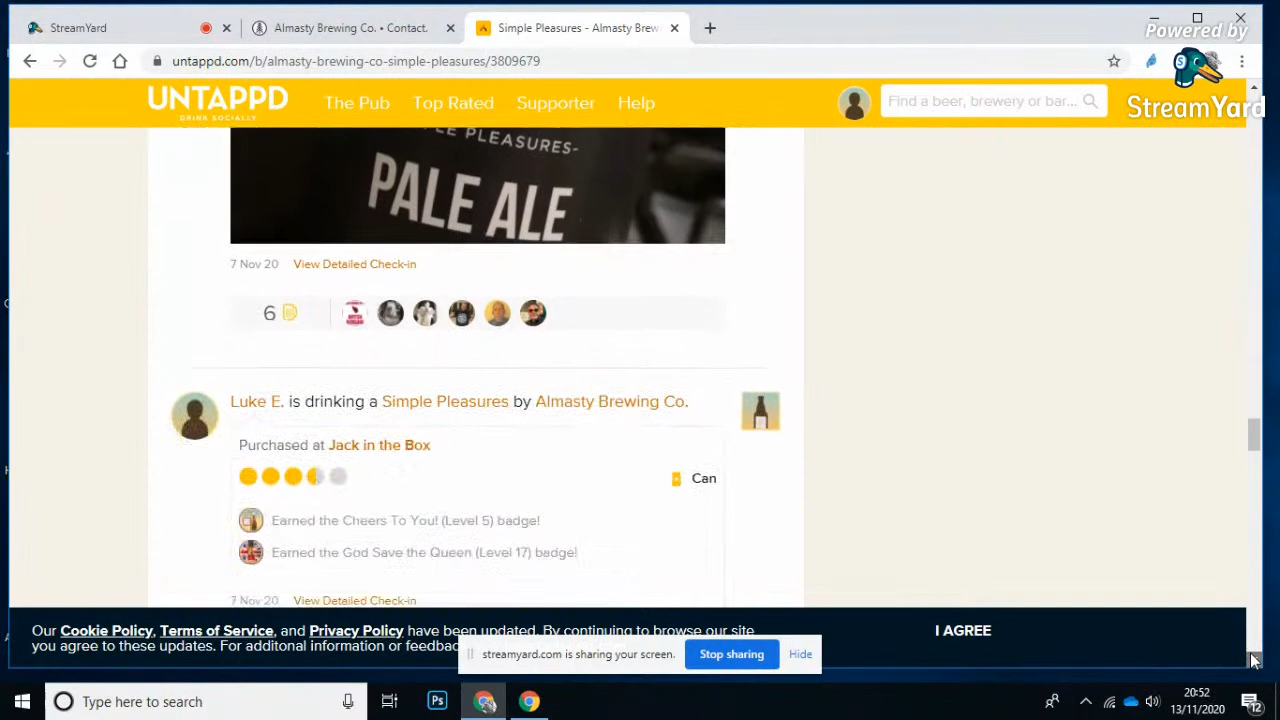 StreamYard
Almasty Brewing Co. • Contact.
Simple Pleasures - Almasty Brew
Powered by
StreamYard
untappd.com/b/almasty-brewing-co-simple-pleasures/3809679
UNTAPPD
DRINK SOCIALLY
The Pub
Top Rated
Supporter
Help
Find a beer, brewery or bar...
PLEASURES-
PALE ALE
7 Nov 20 View Detailed Check-in
6
Luke E. is drinking a Simple Pleasures by Almasty Brewing Co.
Purchased at Jack in the Box
Can
Earned the Cheers To You! (Level 5) badge!
Earned the God Save the Queen (Level 17) badge!
7 Nov 20 View Detailed Check-in
Our Cookie Policy, Terms of Service, and Privacy Policy have been updated. By continuing to browse our site
you agree to these updates. For additonal information or feedbac
I AGREE
streamyard.com is sharing your screen.
Stop sharing
Hide
Type here to search
Ps
20:52
13/11/2020
12